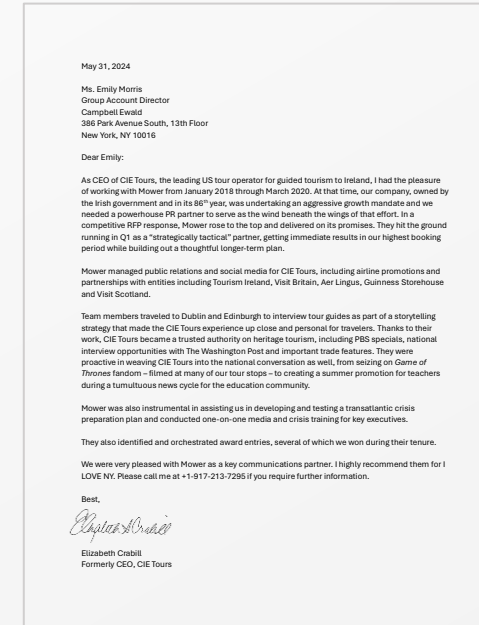 May 31, 2024
Ms. Emily Morris
Group Account Director
Campbell Ewald
386 Park Avenue South, 13th Floor
New York, NY 10016
Dear Emily:
As CEO of CIE Tours, the leading US tour operator for guided tourism to Ireland, I had the pleasure
of working with Mower from January 2018 through March 2020. At that time, our company, owned by
the Irish government and in its 86th year, was undertaking an aggressive growth mandate and we
needed a powerhouse PR partner to serve as the wind beneath the wings of that effort. In a
competitive RFP response, Mower rose to the top and delivered on its promises. They hit the ground
running in Q1 as a “strategically tactical” partner, getting immediate results in our highest booking
period while building out a thoughtful longer-term plan.
Mower managed public relations and social media for CIE Tours, including airline promotions and
partnerships with entities including Tourism Ireland, Visit Britain, Aer Lingus, Guinness Storehouse
and Visit Scotland.
Team members traveled to Dublin and Edinburgh to interview tour guides as part of a storytelling
strategy that made the CIE Tours experience up close and personal for travelers. Thanks to their
work, CIE Tours became a trusted authority on heritage tourism, including PBS specials, national
interview opportunities with The Washington Post and important trade features. They were
proactive in weaving CIE Tours into the national conversation as well, from seizing on Game of
Thrones fandom – filmed at many of our tour stops – to creating a summer promotion for teachers
during a tumultuous news cycle for the education community.
Mower was also instrumental in assisting us in developing and testing a transatlantic crisis
preparation plan and conducted one-on-one media and crisis training for key executives.
They also identified and orchestrated award entries, several of which we won during their tenure.
We were very pleased with Mower as a key communications partner. I highly recommend them for I
LOVE NY. Please call me at +1-917-213-7295 if you require further information.
Best,
Elizabeth Crabill
Elizabeth Crabill
Formerly CEO, CIE Tours